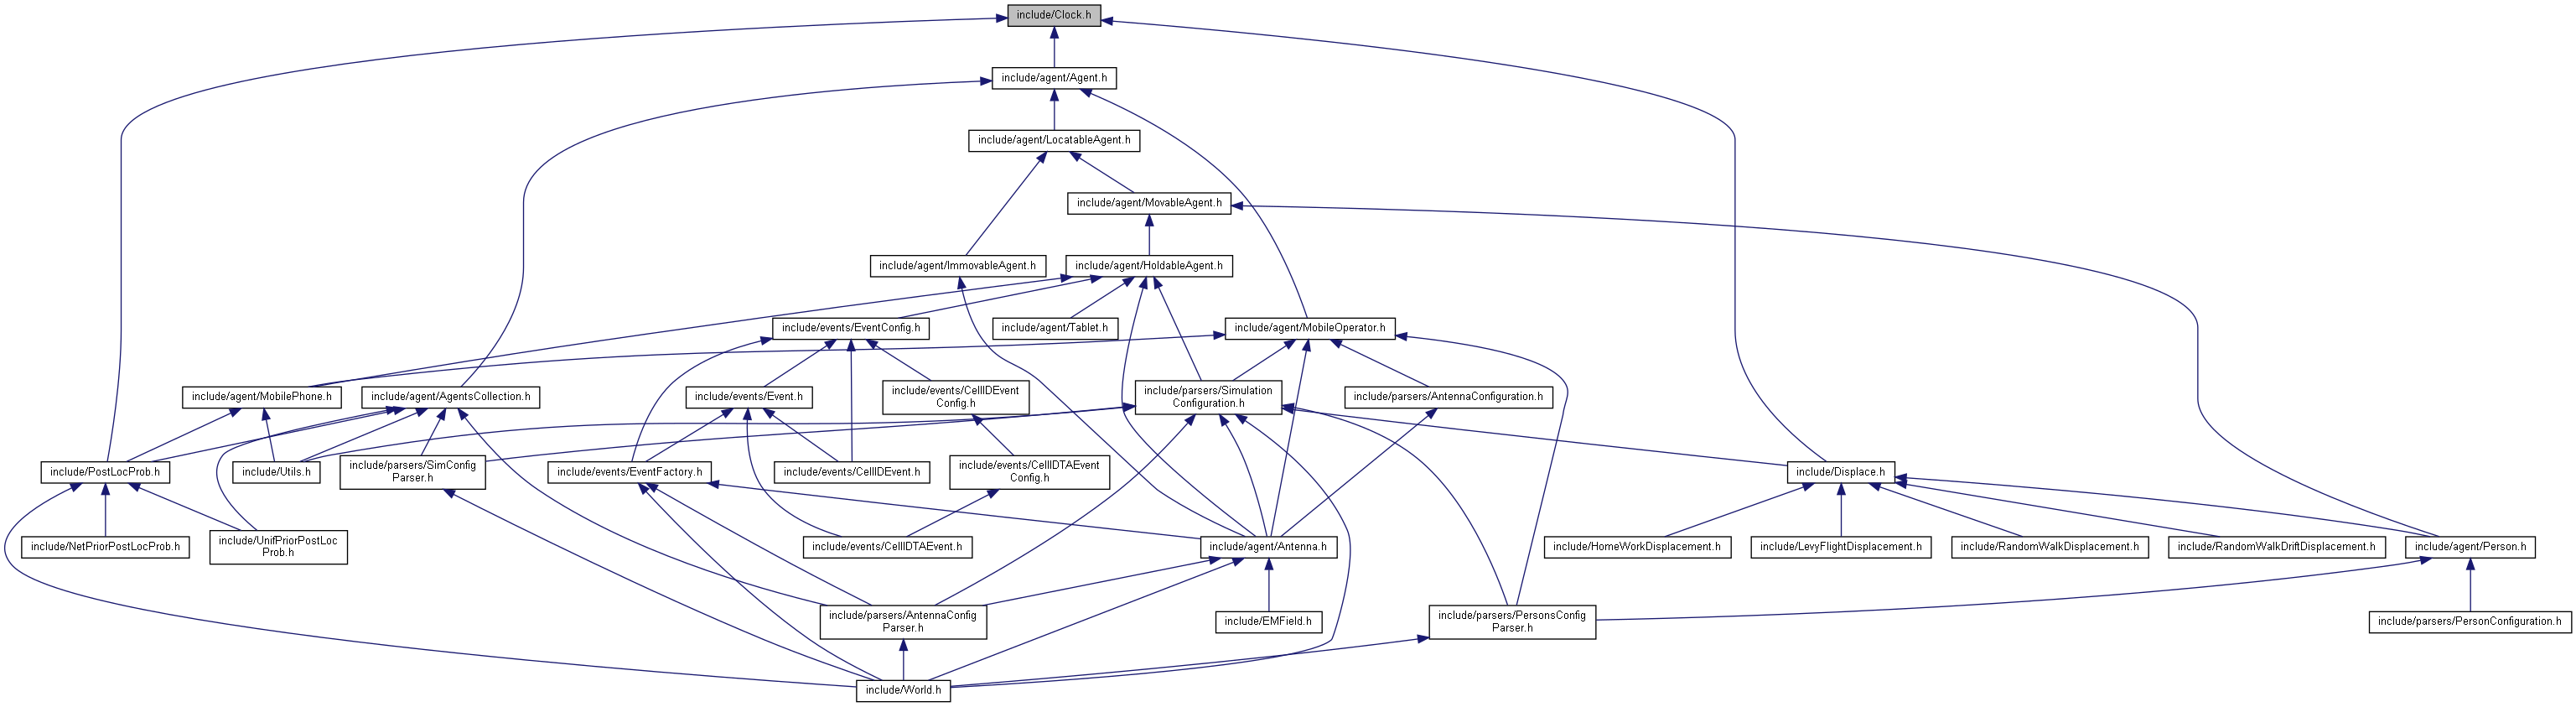 include/Clock.h
include/agent/Agent.h
include/agent/LocatableAgent.h
include/agent/MovableAgent.h
include/agent/ImmovableAgent.h
include/agent/HoldableAgent.h
include/events/EventConfig.h
include/agent/Tablet.h
include/agent/MobileOperator.h
include/agent/MobilePhone.h
include/agent/AgentsCollection.h
include/events/Event.h
include/events/CellIDEvent
Config.h
include/parsers/Simulation
Configuration.h
include/parsers/AntennaConfiguration.h
include/PostLocProb.h
include/Utils.h
include/parsers/SimConfig
Parser.h
include/events/EventFactory.h
include/events/CellIDEvent.h
include/events/CellIDTAEvent
Config.h
include/Displace.h
include/NetPriorPostLocProb.h
include/UnifPriorPostLoc
Prob.h
include/events/CellIDTAEvent.h
include/agent/Antenna.h
include/HomeWorkDisplacement.h
include/LevyFlightDisplacement.h
include/RandomWalkDisplacement.h
include/RandomWalkDriftDisplacement.h
include/agent/Person.h
include/parsers/AntennaConfig
Parser.h
include/EMField.h
include/parsers/PersonsConfig
Parser.h
include/parsers/PersonConfiguration.h
include/World.h